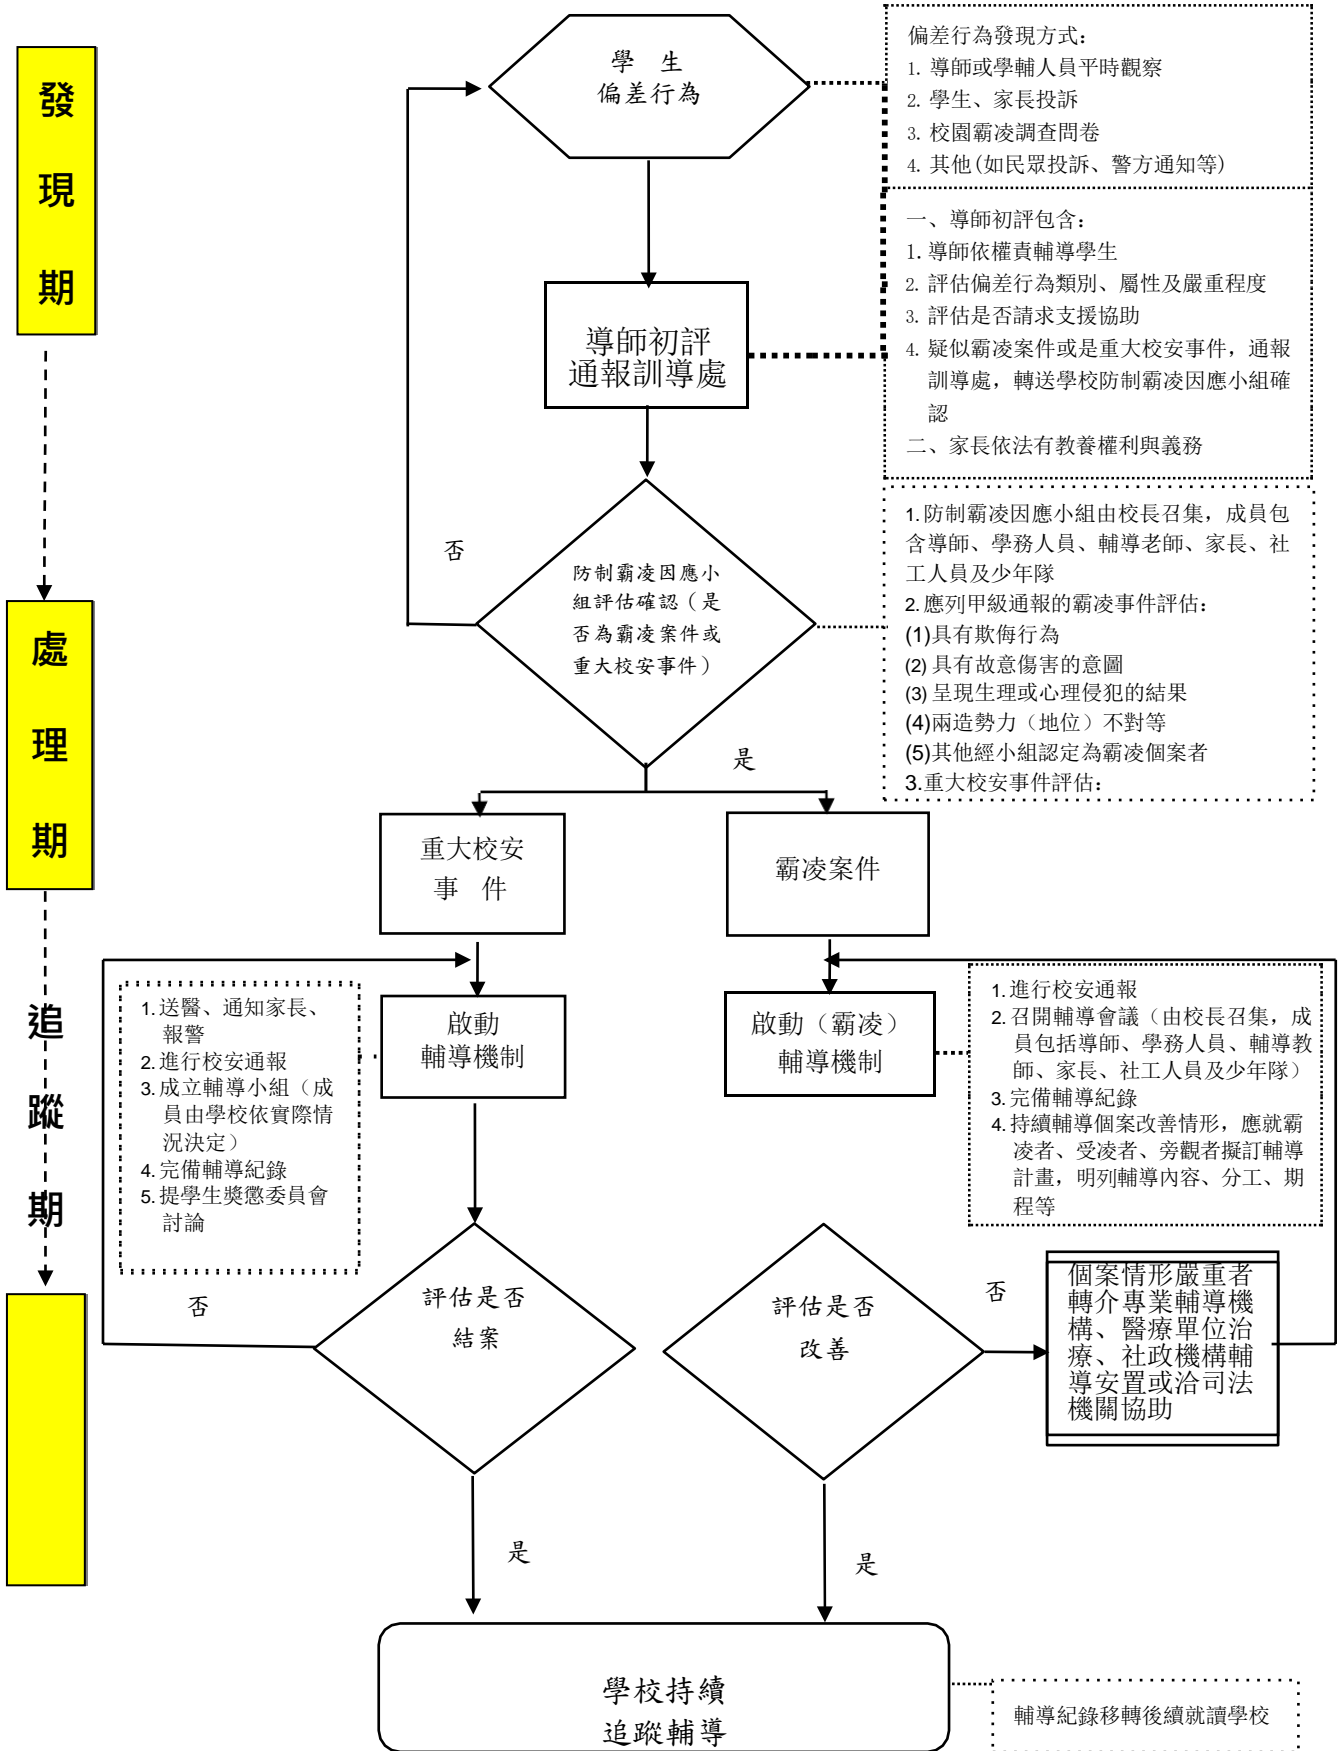 發
現
期
處
理
期
追
蹤
期
學 生
偏差行為
偏差行為發現方式:
1. 導師或學輔人員平時觀察
2. 學生、家長投訴
3. 校園霸凌調查問卷
4. 其他(如民眾投訴、警方通知等)
導師初評
通報訓導處
一、導師初評包含:
1. 導師依權責輔導學生
2. 評估偏差行為類別、屬性及嚴重程度
3. 評估是否請求支援協助
4. 疑似霸凌案件或是重大校安事件，通報
訓導處，轉送學校防制霸凌因應小組確
認
二、家長依法有教養權利與義務
否
防制霸凌因應小
組評估確認（是
否為霸凌案件或
重大校安事件）
是
1.防制霸凌因應小組由校長召集，成員包
含導師、學務人員、輔導老師、家長、社
工人員及少年隊
2.應列甲級通報的霸凌事件評估:
(1)具有欺侮行為
(2) 具有故意傷害的意圖
(3) 呈現生理或心理侵犯的結果
(4)兩造勢力（地位）不對等
(5)其他經小組認定為霸凌個案者
3.重大校安事件評估:
重大校安
事 件
霸凌案件
1. 送醫、通知家長、
報警
2. 進行校安通報
3. 成立輔導小組（成
員由學校依實際情
況決定）
4. 完備輔導紀錄
5. 提學生獎懲委員會
討論
啟動
輔導機制
啟動（霸凌）
輔導機制
1. 進行校安通報
2. 召開輔導會議（由校長召集，成
員包括導師、學務人員、輔導教
師、家長、社工人員及少年隊）
3. 完備輔導紀錄
4. 持續輔導個案改善情形，應就霸
凌者、受凌者、旁觀者擬訂輔導
計畫，明列輔導內容、分工、期
程等
否
評估是否
結案
評估是否
改善
否
個案情形嚴重者
轉介專業輔導機
構、醫療單位治
療、社政機構輔
導安置或洽司法
機關協助
是
是
學校持續
追蹤輔導
輔導紀錄移轉後續就讀學校